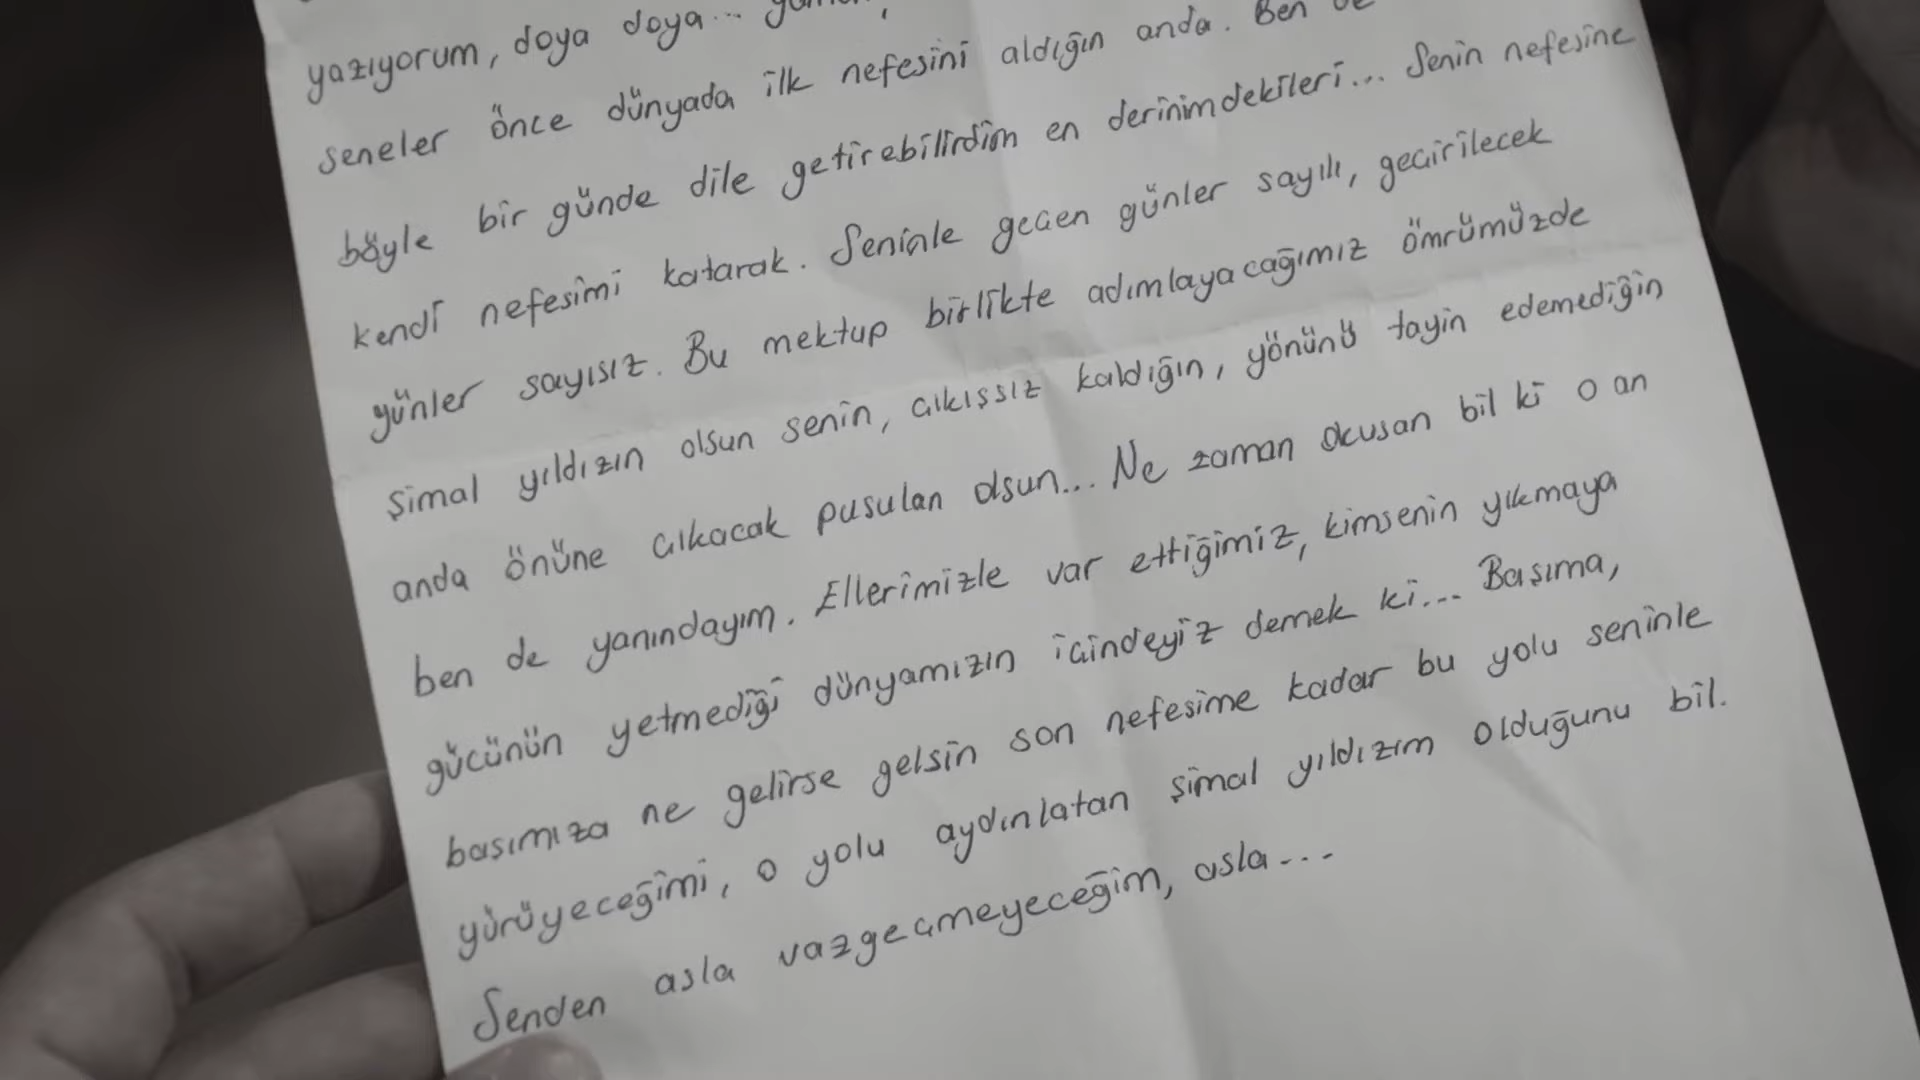 yazıyorum, doya doya...
seneler önce dünyada ilk nefesini aldığın anda. Ben
böyle bir günde dile getirebilirdim en derinimdekileri... Senin nefesine
kendi nefesimi katarak. Seninle geçen günler sayılı, geçirilecek
günler sayısız. Bu mektup birlikte adımlayacağımız ömrümüzde
şimal yıldızın olsun senin, çıkışsız kaldığın, yönünü tayin edemediğin
anda önüne çıkacak pusulan olsun... Ne zaman okusan bil ki o an
ben de yanındayım. Ellerimizle var ettiğimiz, kimsenin yıkmaya
gücünün yetmediği dünyamızın içindeyiz demek ki... Başıma,
basımıza ne gelirse gelsin son nefesime kadar bu yolu seninle
yürüyeceğimi, o yolu aydınlatan şimal yıldızım olduğunu bil.
Senden asla vazgeçmeyeceğim, asla...